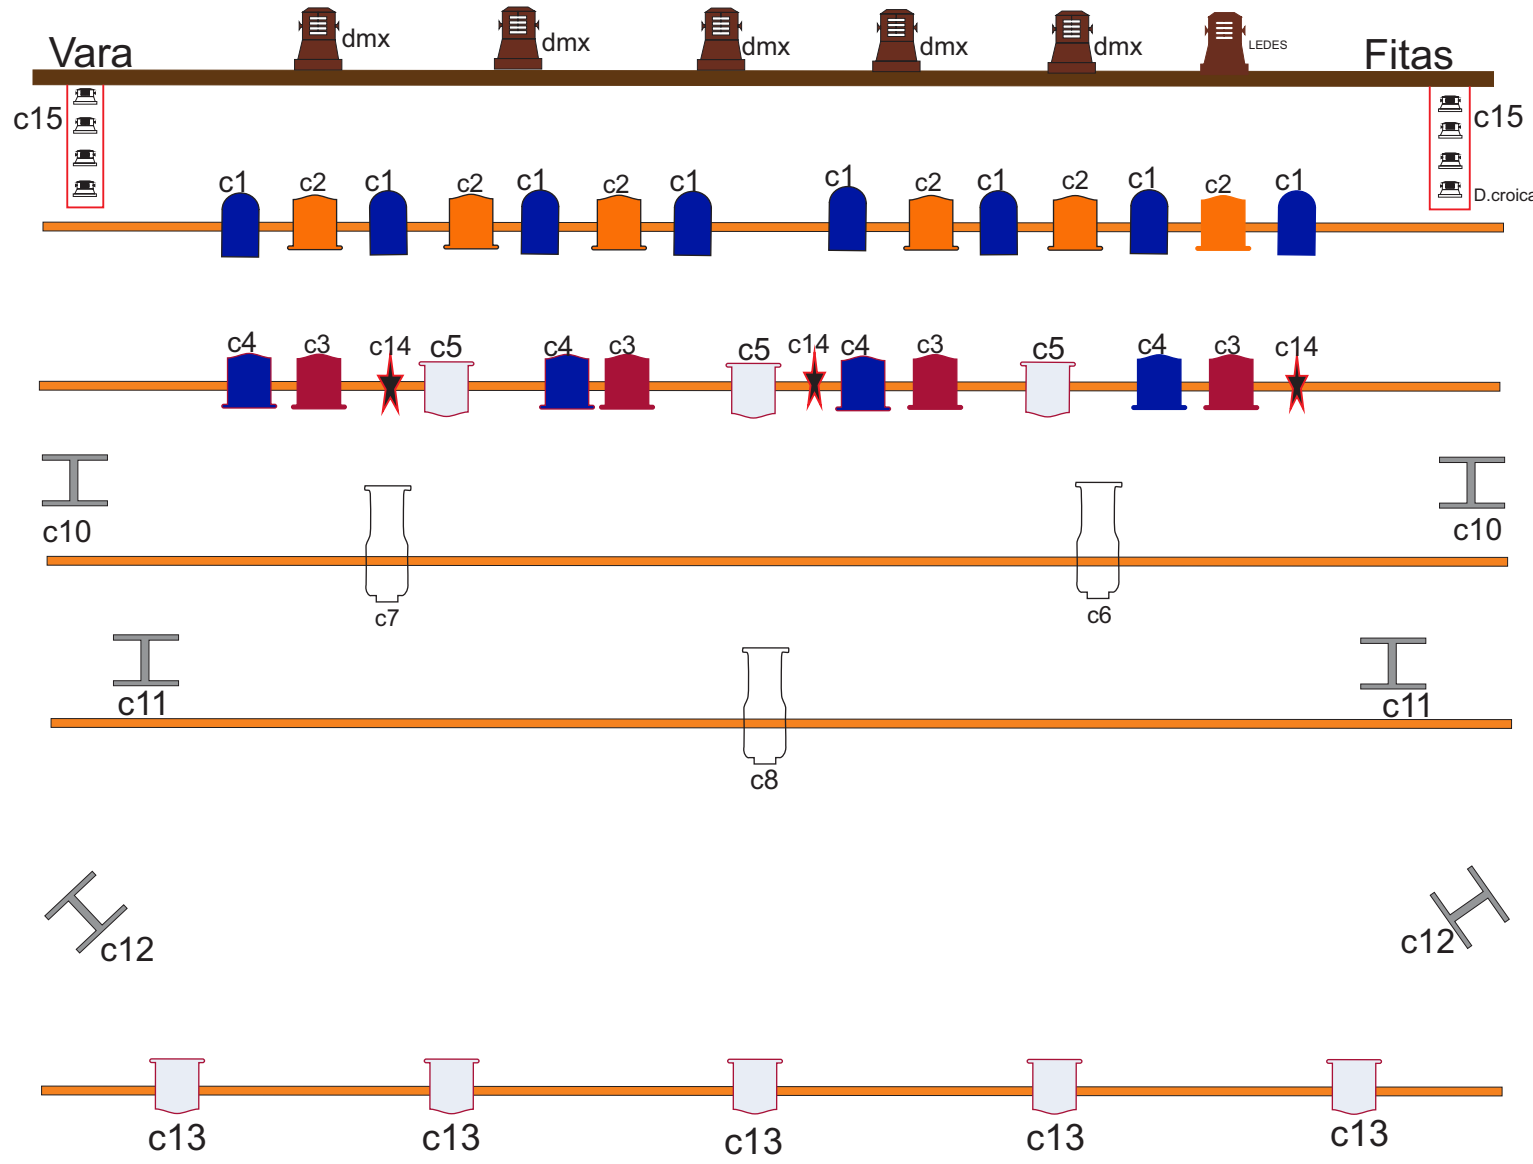 Vara dmx dmx dmx dmx dmx LEDES Fitas
c15 c15
D.croica
c1 c2 c1 c2 c1 c2 c1 c1 c2 c1 c2 c1 c2 c1
c4 c3 c14 c5 c4 c3 c5 c14 c4 c3 c5 c4 c3 c14
c10 c10
c7 c6
c11 c11
c8
c12 c12
c13 c13 c13 c13 c13